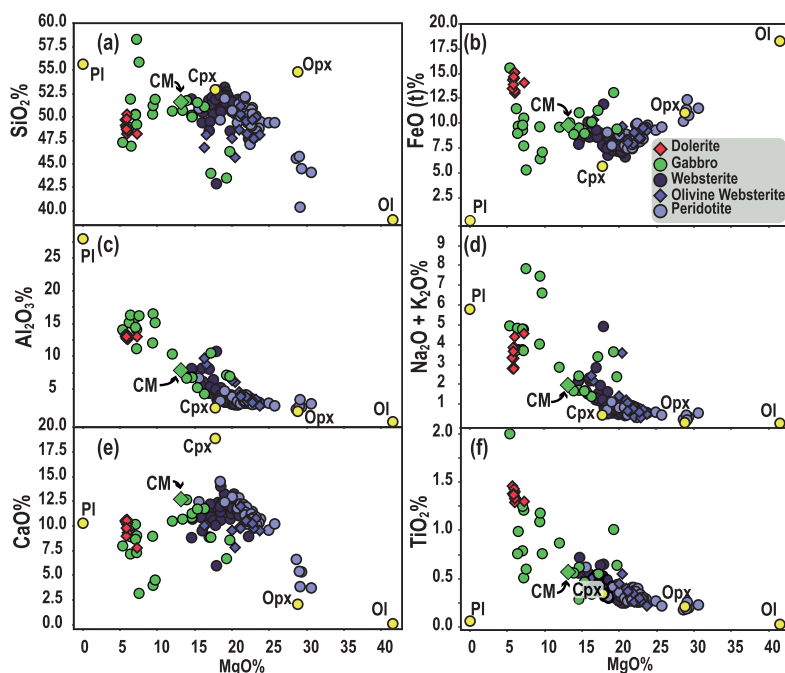 (a)
SiO₂%
60.0
57.5
55.0
52.5
50.0
47.5
45.0
42.5
40.0
Pl
CM
Cpx
Opx
Ol
(b)
FeO (t)%
20.0
17.5
15.0
12.5
10.0
7.5
5.0
2.5
0.0
Ol
CM
Opx
Cpx
Pl
Dolerite
Gabbro
Websterite
Olivine Websterite
Peridotite
(c)
Al₂O₃%
25
20
15
10
5
Pl
CM
Cpx
Opx
Ol
(d)
Na₂O + K₂O%
9
8
7
6
5
4
3
2
1
Pl
CM
Cpx
Opx
Ol
(e)
CaO%
20.0
17.5
15.0
12.5
10.0
7.5
5.0
2.5
0.0
Cpx
CM
Pl
Opx
Ol
0 5 10 15 20 25 30 35 40
MgO%
(f)
TiO₂%
2.0
1.5
1.0
0.5
0.0
CM
Cpx
Opx
Pl
Ol
0 5 10 15 20 25 30 35 40
MgO%